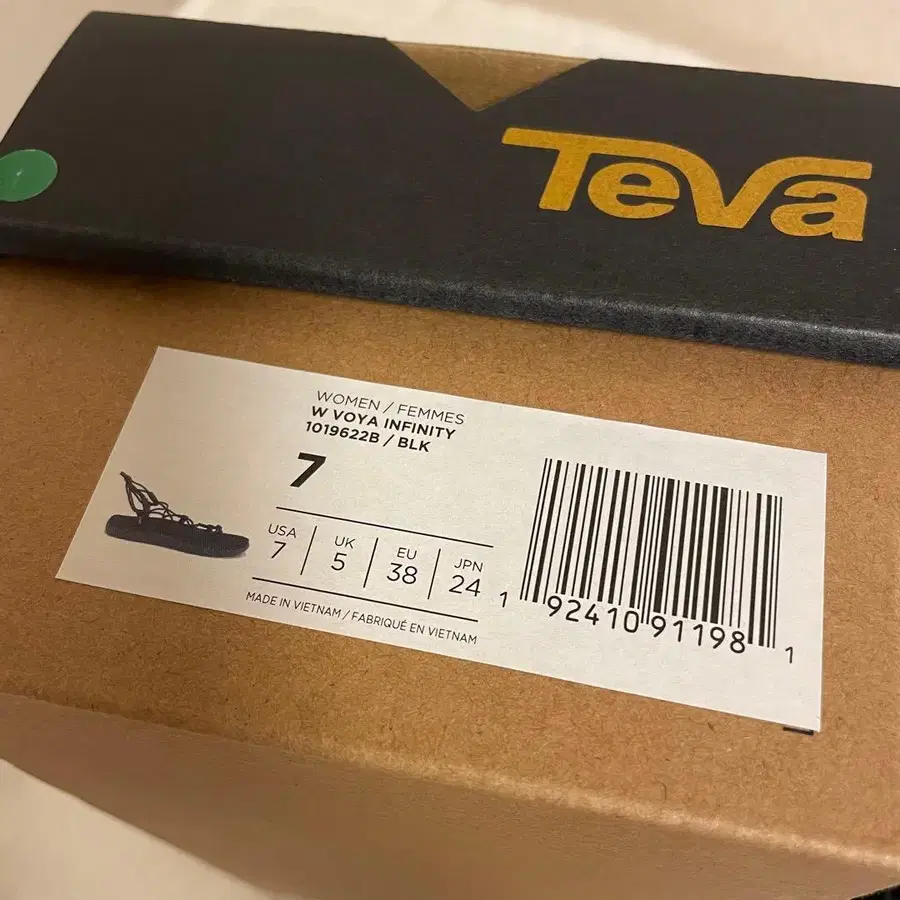 Teva
WOMEN / FEMMES
W VOYA INFINITY
1019622B / BLK
7
USA UK EU JPN
7 5 38 24
MADE IN VIETNAM / FABRIQUÉ EN VIETNAM
1 92410 91198 1